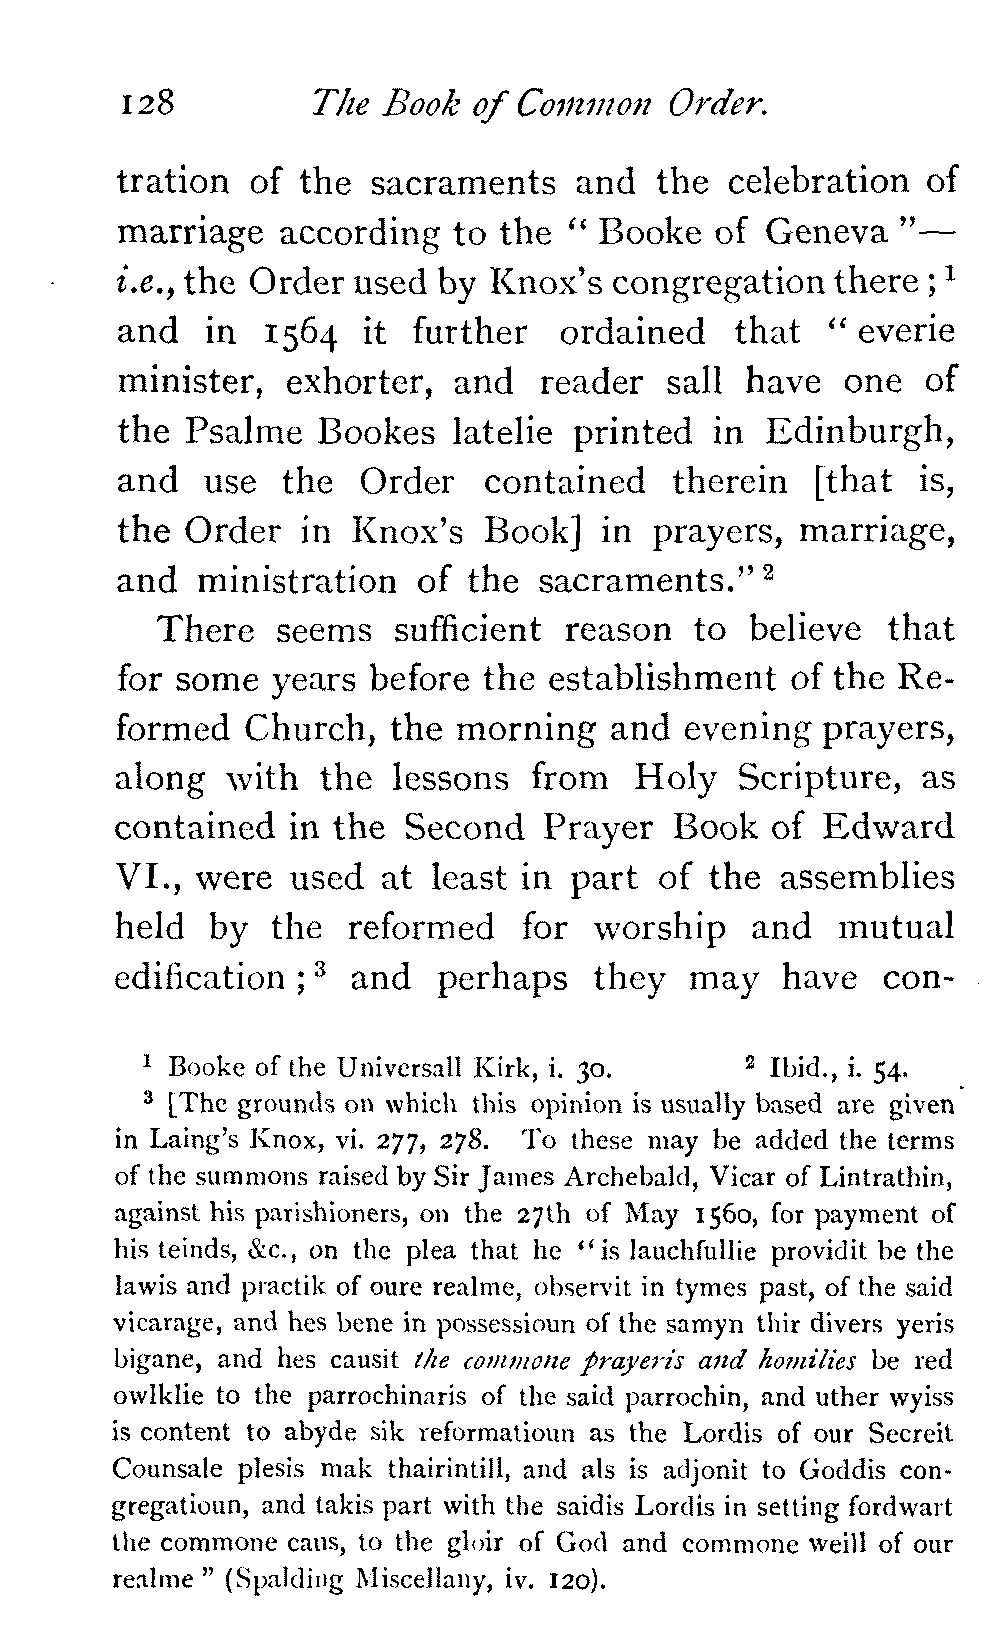 128 The Book of Common Order.
tration of the sacraments and the celebration of
marriage according to the “ Booke of Geneva ”—
i.e., the Order used by Knox’s congregation there ; ¹
and in 1564 it further ordained that “ everie
minister, exhorter, and reader sall have one of
the Psalme Bookes latelie printed in Edinburgh,
and use the Order contained therein [that is,
the Order in Knox’s Book] in prayers, marriage,
and ministration of the sacraments.” ²
There seems sufficient reason to believe that
for some years before the establishment of the Re-
formed Church, the morning and evening prayers,
along with the lessons from Holy Scripture, as
contained in the Second Prayer Book of Edward
VI., were used at least in part of the assemblies
held by the reformed for worship and mutual
edification ; ³ and perhaps they may have con-
¹ Booke of the Universall Kirk, i. 30. ² Ibid., i. 54.
³ [The grounds on which this opinion is usually based are given
in Laing’s Knox, vi. 277, 278. To these may be added the terms
of the summons raised by Sir James Archebald, Vicar of Lintrathin,
against his parishioners, on the 27th of May 1560, for payment of
his teinds, &c., on the plea that he “ is lauchfullie providit be the
lawis and practik of oure realme, observit in tymes past, of the said
vicarage, and hes bene in possessioun of the samyn thir divers yeris
bigane, and hes causit the commone prayeris and homilies be red
owlklie to the parrochinaris of the said parrochin, and uther wyiss
is content to abyde sik reformatioun as the Lordis of our Secreit
Counsale plesis mak thairintill, and als is adjonit to Goddis con-
gregatioun, and takis part with the saidis Lordis in setting fordwart
the commone caus, to the gloir of God and commone weill of our
realme ” (Spalding Miscellany, iv. 120).